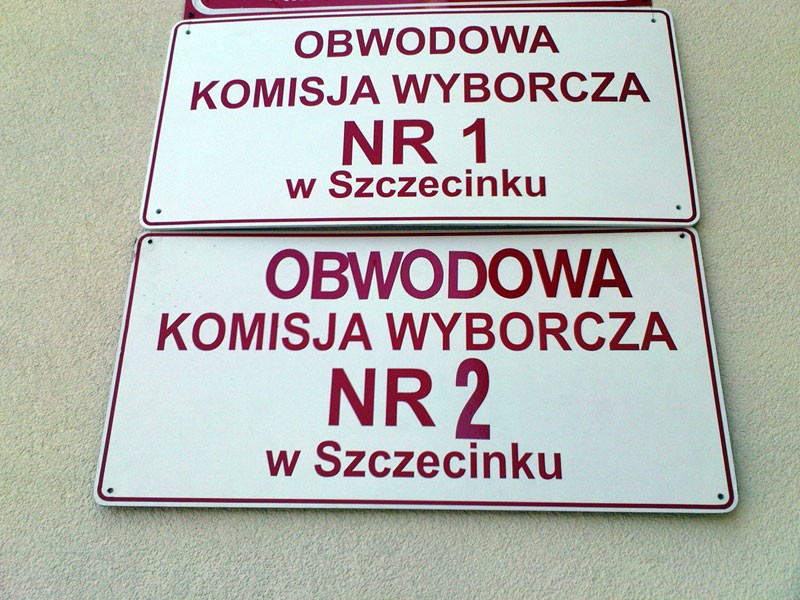 OBWODOWA
KOMISJA WYBORCZA
NR 1
w Szczecinku
OBWODOWA
KOMISJA WYBORCZA
NR 2
w Szczecinku